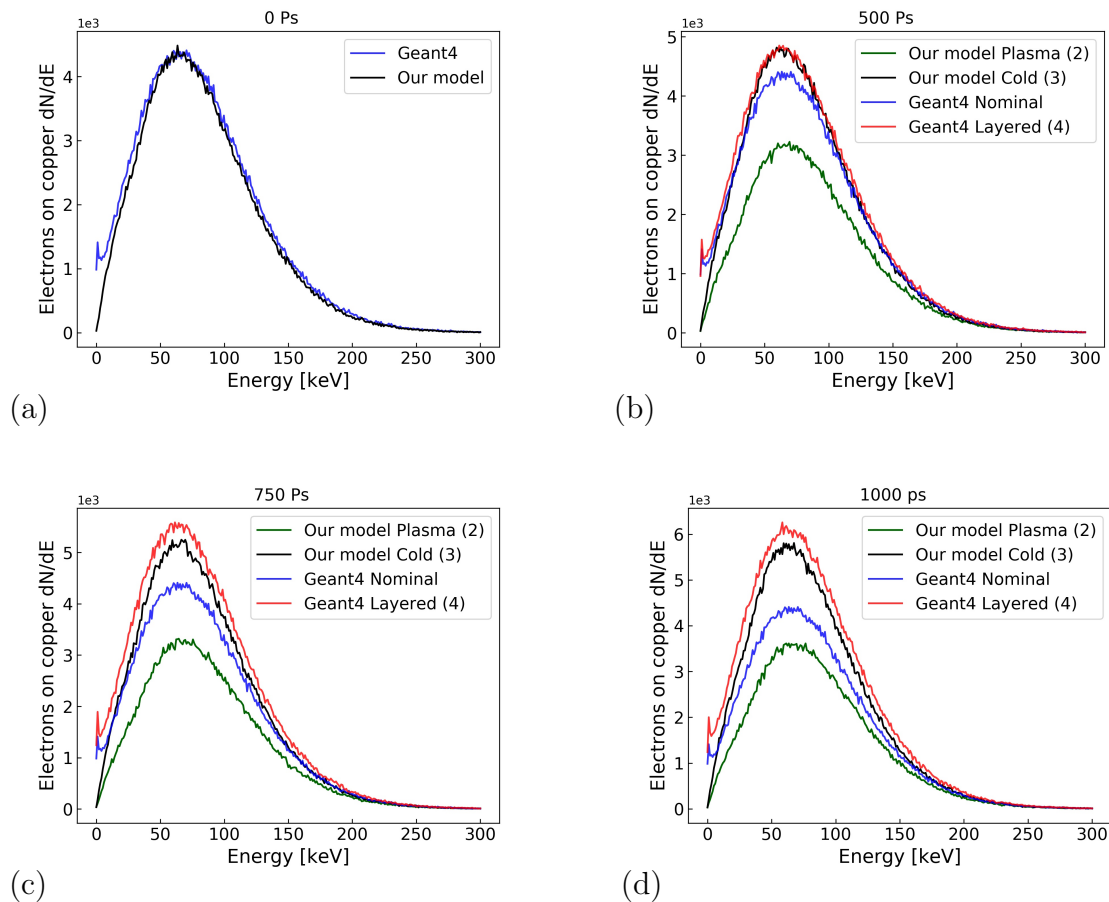 0 Ps
1e3
Electrons on copper dN/dE
4
3
2
1
0
Geant4
Our model
0 50 100 150 200 250 300
Energy [keV]
(a)
500 Ps
1e3
Electrons on copper dN/dE
5
4
3
2
1
0
Our model Plasma (2)
Our model Cold (3)
Geant4 Nominal
Geant4 Layered (4)
0 50 100 150 200 250 300
Energy [keV]
(b)
750 Ps
1e3
Electrons on copper dN/dE
5
4
3
2
1
0
Our model Plasma (2)
Our model Cold (3)
Geant4 Nominal
Geant4 Layered (4)
0 50 100 150 200 250 300
Energy [keV]
(c)
1000 ps
1e3
Electrons on copper dN/dE
6
5
4
3
2
1
0
Our model Plasma (2)
Our model Cold (3)
Geant4 Nominal
Geant4 Layered (4)
0 50 100 150 200 250 300
Energy [keV]
(d)